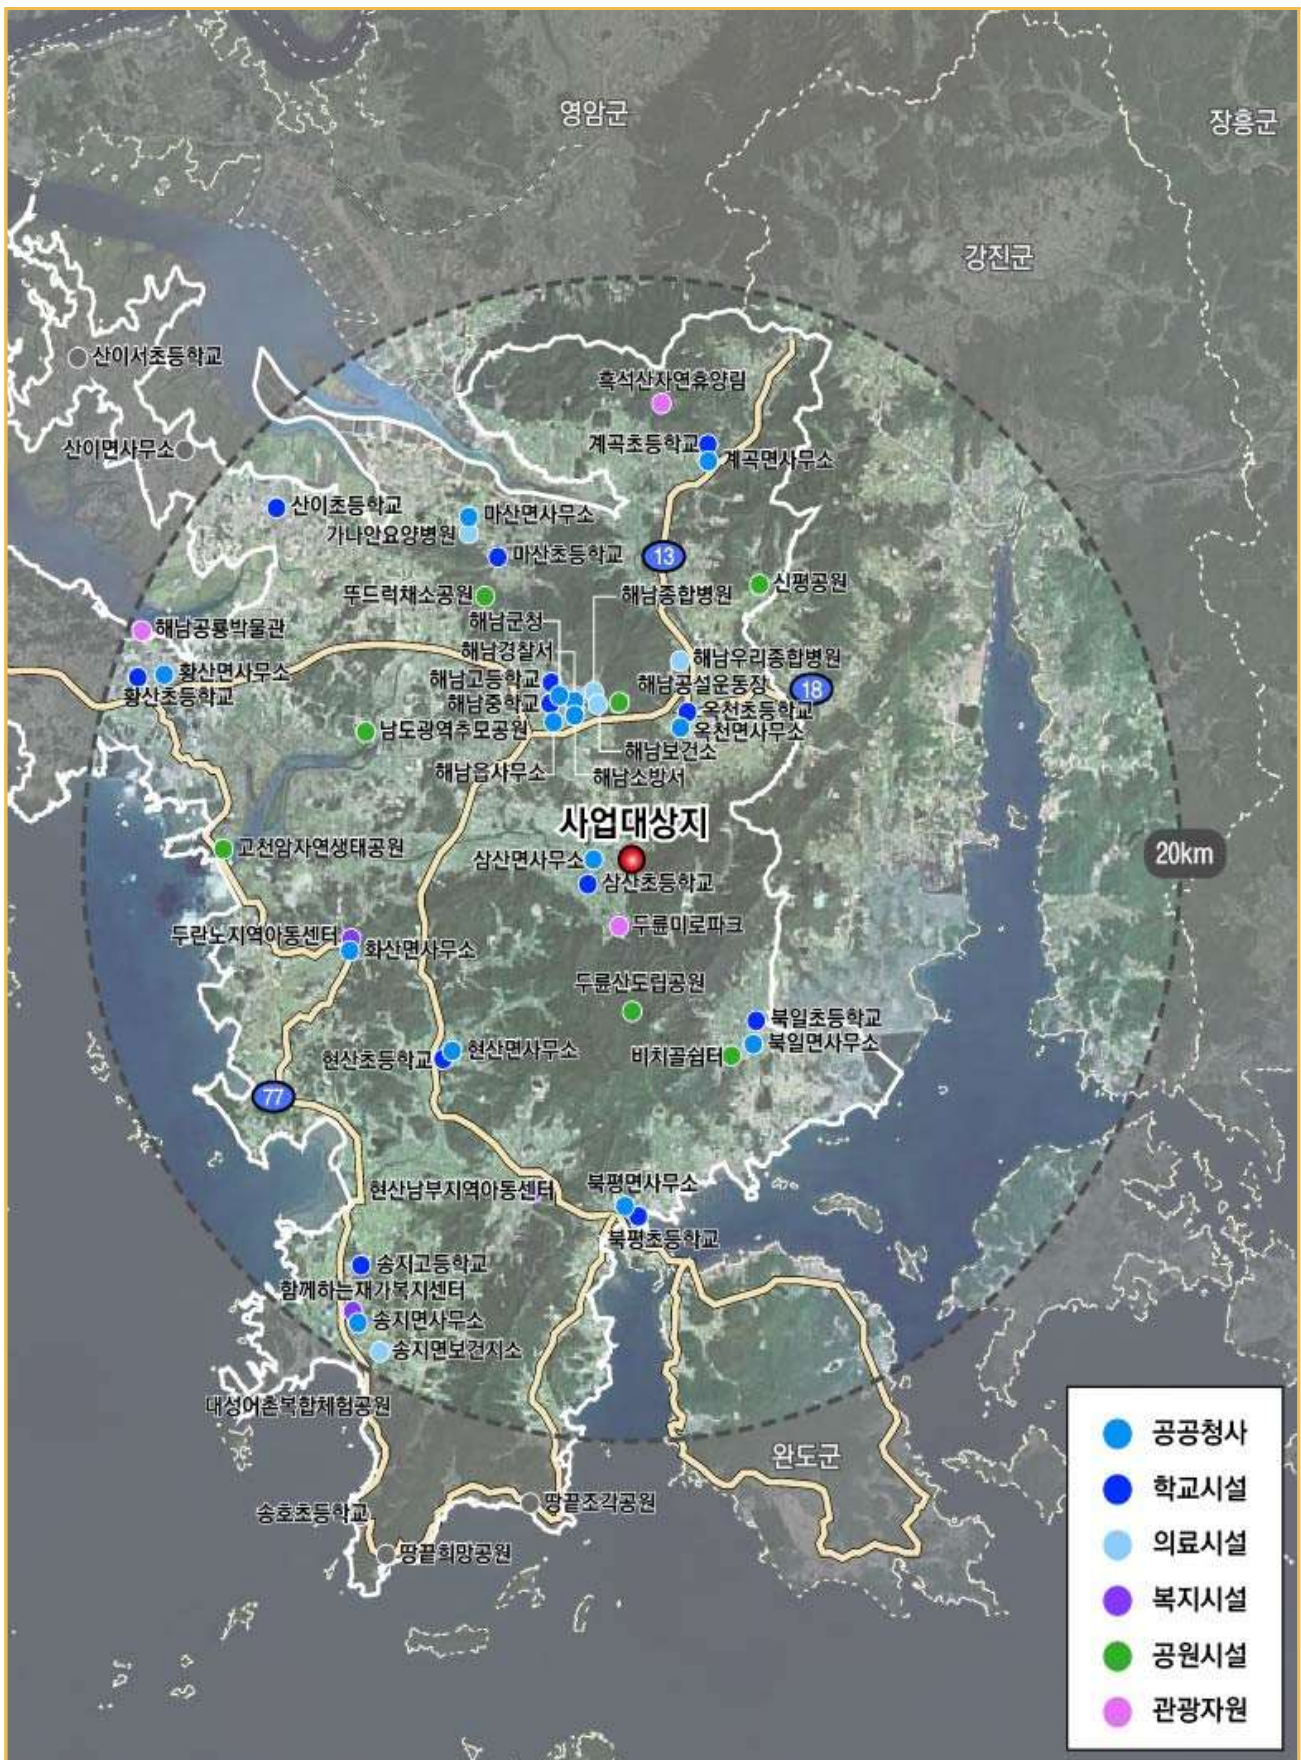 영암군
장흥군
강진군
산이서초등학교
흑석산자연휴양림
계곡초등학교
산이면사무소
계곡면사무소
산이초등학교
마산면사무소
가나안요양병원
마산초등학교
13
신평공원
뚜드럭채소공원
해남종합병원
해남군청
해남공룡박물관
해남경찰서
해남우리종합병원
황산면사무소
해남고등학교
해남공설운동장
18
황산초등학교
해남중학교
옥천초등학교
남도광역추모공원
옥천면사무소
해남보건소
해남읍사무소
해남소방서
사업대상지
고천암자연생태공원
20km
삼산면사무소
삼산초등학교
두륜미로파크
두란노지역아동센터
화산면사무소
두륜산도립공원
북일초등학교
북일면사무소
현산면사무소
비치골쉼터
현산초등학교
77
북평면사무소
현산남부지역아동센터
북평초등학교
송지고등학교
함께하는재가복지센터
송지면사무소
송지면보건지소
대성어촌복합체험공원
완도군
땅끝조각공원
송호초등학교
땅끝희망공원
공공청사
학교시설
의료시설
복지시설
공원시설
관광자원